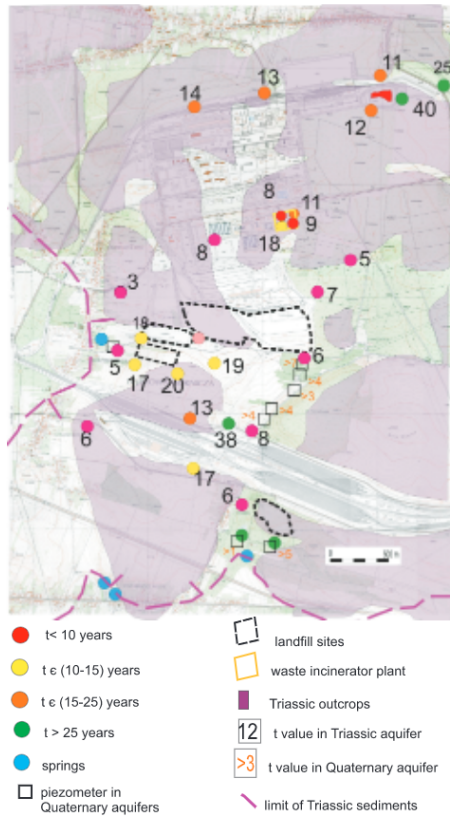 11
25
13
14
40
12
8
11
9
18
8
5
3
7
18
6
5
19
>4
17
20
>3
>4
13
>4
6
38
8
17
6
>5
0
500 m
t< 10 years
t є (10-15) years
t є (15-25) years
t > 25 years
springs
piezometer in
Quaternary aquifers
landfill sites
waste incinerator plant
Triassic outcrops
12 t value in Triassic aquifer
>3 t value in Quaternary aquifer
limit of Triassic sediments